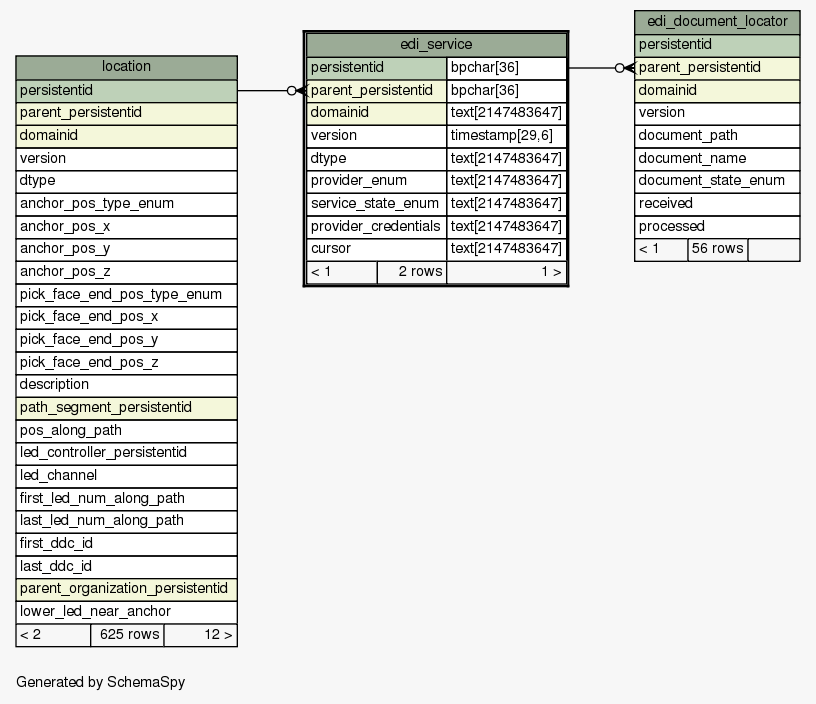 location
persistentid
parent_persistentid
domainid
version
dtype
anchor_pos_type_enum
anchor_pos_x
anchor_pos_y
anchor_pos_z
pick_face_end_pos_type_enum
pick_face_end_pos_x
pick_face_end_pos_y
pick_face_end_pos_z
description
path_segment_persistentid
pos_along_path
led_controller_persistentid
led_channel
first_led_num_along_path
last_led_num_along_path
first_ddc_id
last_ddc_id
parent_organization_persistentid
lower_led_near_anchor
< 2 625 rows 12 >
edi_service
persistentid bpchar[36]
parent_persistentid bpchar[36]
domainid text[2147483647]
version timestamp[29,6]
dtype text[2147483647]
provider_enum text[2147483647]
service_state_enum text[2147483647]
provider_credentials text[2147483647]
cursor text[2147483647]
< 1 2 rows 1 >
edi_document_locator
persistentid
parent_persistentid
domainid
version
document_path
document_name
document_state_enum
received
processed
< 1 56 rows
Generated by SchemaSpy